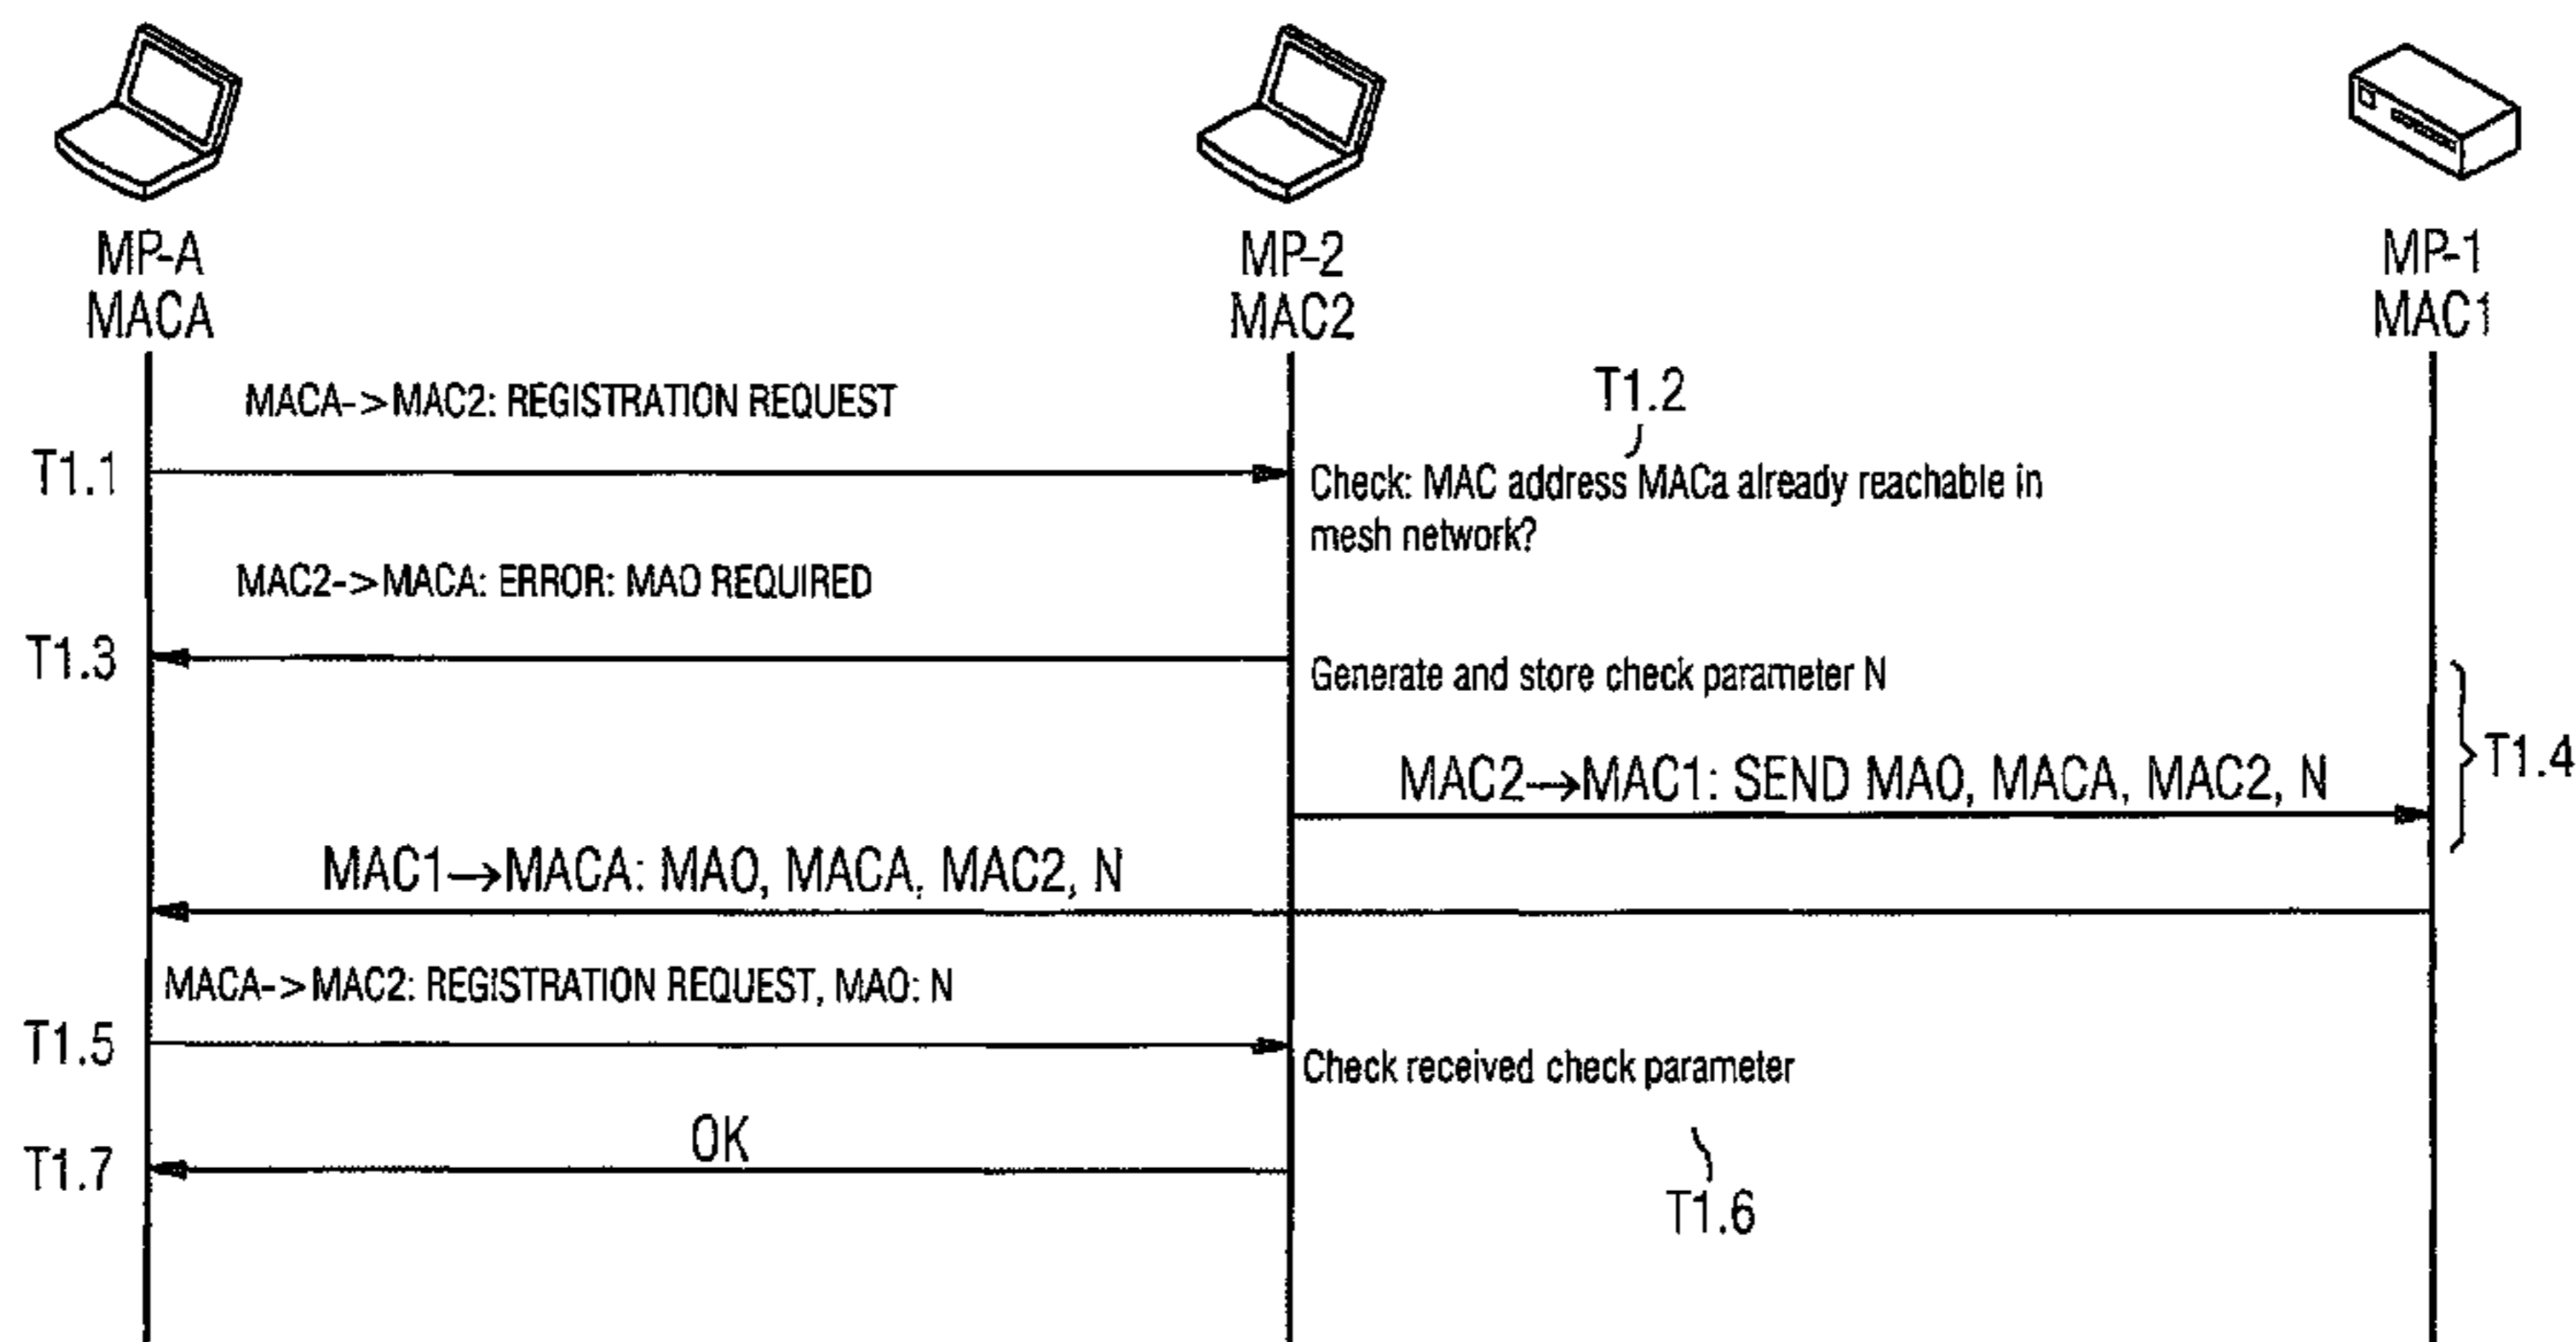 MP-A
MACA
MP-2
MAC2
MP-1
MAC1
MACA->MAC2: REGISTRATION REQUEST
T1.2
T1.1
Check: MAC address MACa already reachable in
mesh network?
MAC2->MACA: ERROR: MAO REQUIRED
T1.3
Generate and store check parameter N
MAC2→MAC1: SEND MAO, MACA, MAC2, N
T1.4
MAC1→MACA: MAO, MACA, MAC2, N
MACA->MAC2: REGISTRATION REQUEST, MAO: N
T1.5
Check received check parameter
OK
T1.7
T1.6